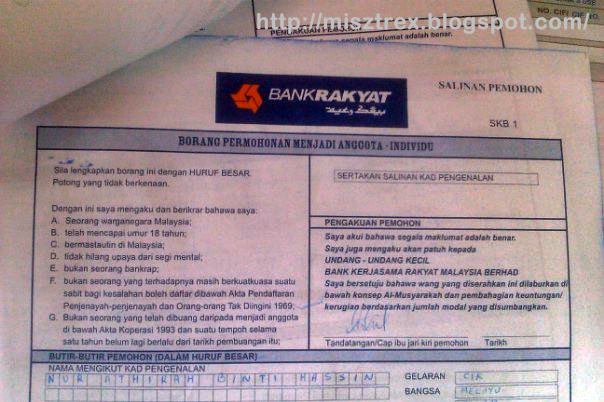 http://misztrex.blogspot.com/
PENGAKUAN PEMOHON
segala maklumat adalah benar.
NO. CIF/
BANKRAKYAT
SALINAN PEMOHON
SKB 1
BORANG PERMOHONAN MENJADI ANGGOTA - INDIVIDU
Sila lengkapkan borang ini dengan HURUF BESAR.
Potong yang tidak berkenaan.
Dengan ini saya mengaku dan berikrar bahawa saya:
A. Seorang warganegara Malaysia;
B. telah mencapai umur 18 tahun;
C. bermastautin di Malaysia;
D. tidak hilang upaya dari segi mental;
E. bukan seorang bankrap;
F. bukan seorang yang terhadapnya masih berkuatkuasa suatu
sabit bagi kesalahan boleh daftar dibawah Akta Pendaftaran
Penjenayah-penjenayah dan Orang-orang Tak Diingini 1969;
G. Bukan seorang yang telah dibuang daripada menjadi anggota
di bawah Akta Koperasi 1993 dan suatu tempoh selama
satu tahun belum lagi berlalu dari tarikh pembuangan itu;
SERTAKAN SALINAN KAD PENGENALAN
PENGAKUAN PEMOHON
Saya akui bahawa segala maklumat adalah benar.
Saya juga mengaku akan patuh kepada
UNDANG - UNDANG KECIL
BANK KERJASAMA RAKYAT MALAYSIA BERHAD
Saya bersetuju bahawa wang yang diserahkan ini dilaburkan di
bawah konsep Al-Musyarakah dan pembahagian keuntungan/
kerugian berdasarkan jumlah modal yang disumbangkan.
Tandatangan/Cap ibu jari kiri pemohon Tarikh
BUTIR-BUTIR PEMOHON (DALAM HURUF BESAR)
NAMA MENGIKUT KAD PENGENALAN
NUR ATHIRAH BINTI HASSIN
GELARAN CIK
BANGSA MELAYU